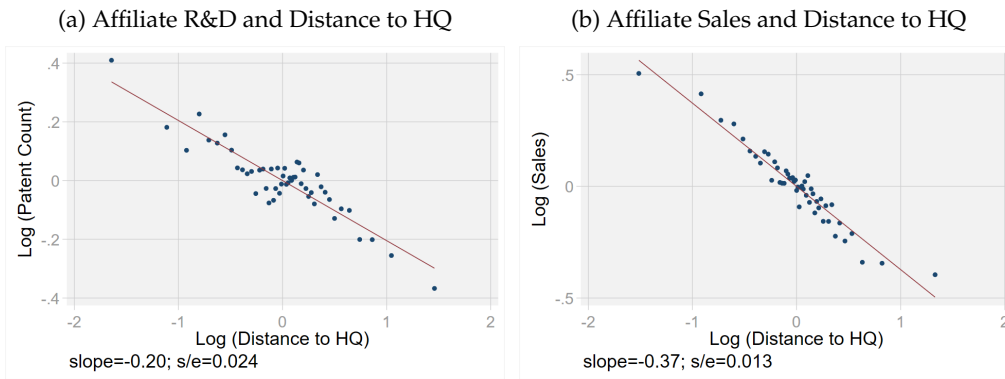 (a) Affiliate R&D and Distance to HQ
Log (Patent Count)
.4
.2
0
-.2
-.4
-2 -1 0 1 2
Log (Distance to HQ)
slope=-0.20; s/e=0.024
(b) Affiliate Sales and Distance to HQ
Log (Sales)
.5
0
-.5
-2 -1 0 1 2
Log (Distance to HQ)
slope=-0.37; s/e=0.013